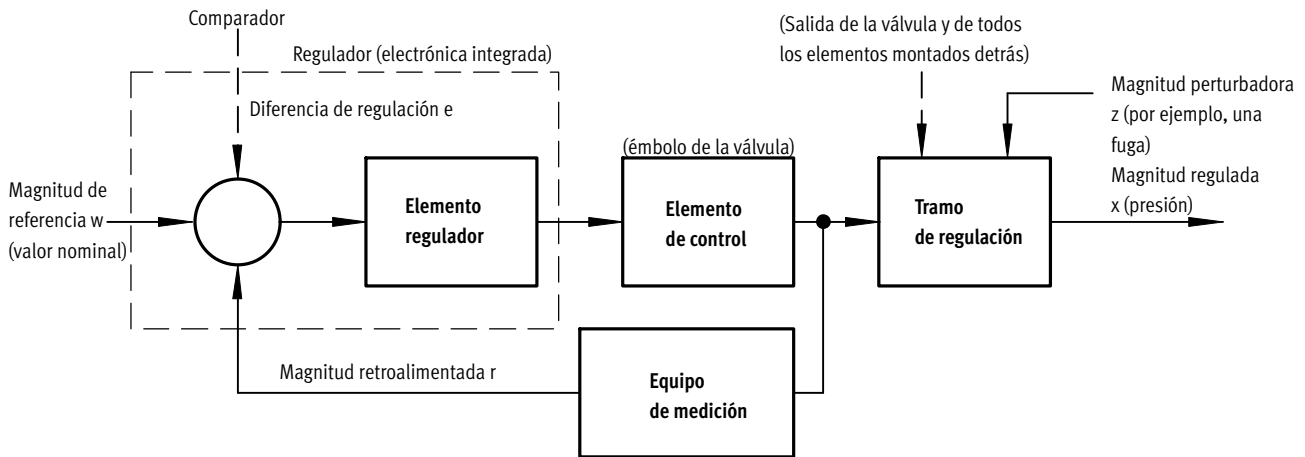 Comparador
Regulador (electrónica integrada)
Diferencia de regulación e
(Salida de la válvula y de todos
los elementos montados detrás)
Magnitud perturbadora
z (por ejemplo, una
fuga)
Magnitud regulada
x (presión)
Magnitud de
referencia w
(valor nominal)
Elemento
regulador
(émbolo de la válvula)
Elemento
de control
Tramo
de regulación
Magnitud retroalimentada r
Equipo
de medición